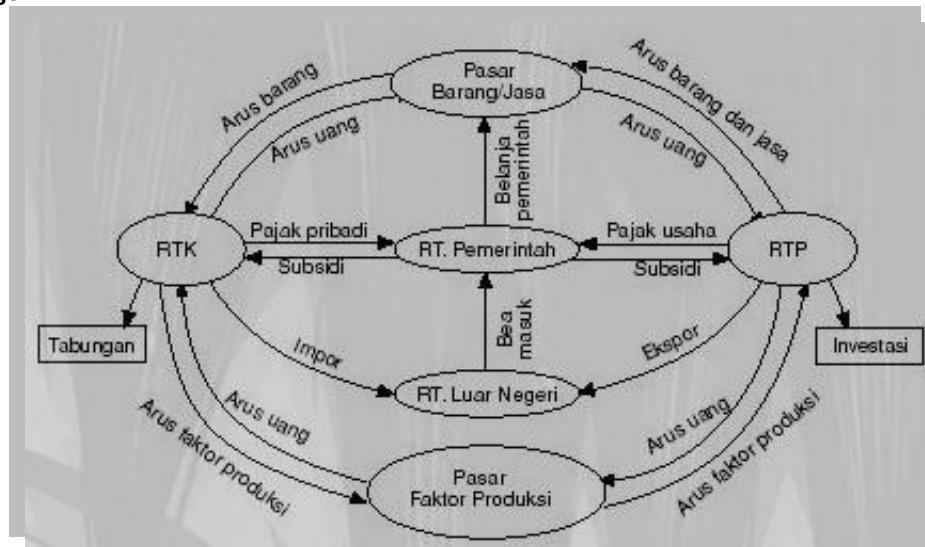 Pasar
Barang/Jasa
Arus barang
Arus uang
Arus barang dan jasa
Arus uang
Belanja
pemerintah
RTK
Pajak pribadi
Subsidi
RT. Pemerintah
Pajak usaha
Subsidi
RTP
Tabungan
Impor
Bea
masuk
Ekspor
Investasi
RT. Luar Negeri
Arus uang
Arus faktor produksi
Arus uang
Arus faktor produksi
Pasar
Faktor Produksi